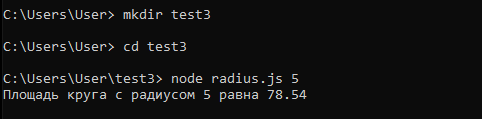 C:\Users\User> mkdir test3
C:\Users\User> cd test3
C:\Users\User\test3> node radius.js 5
Площадь круга с радиусом 5 равна 78.54